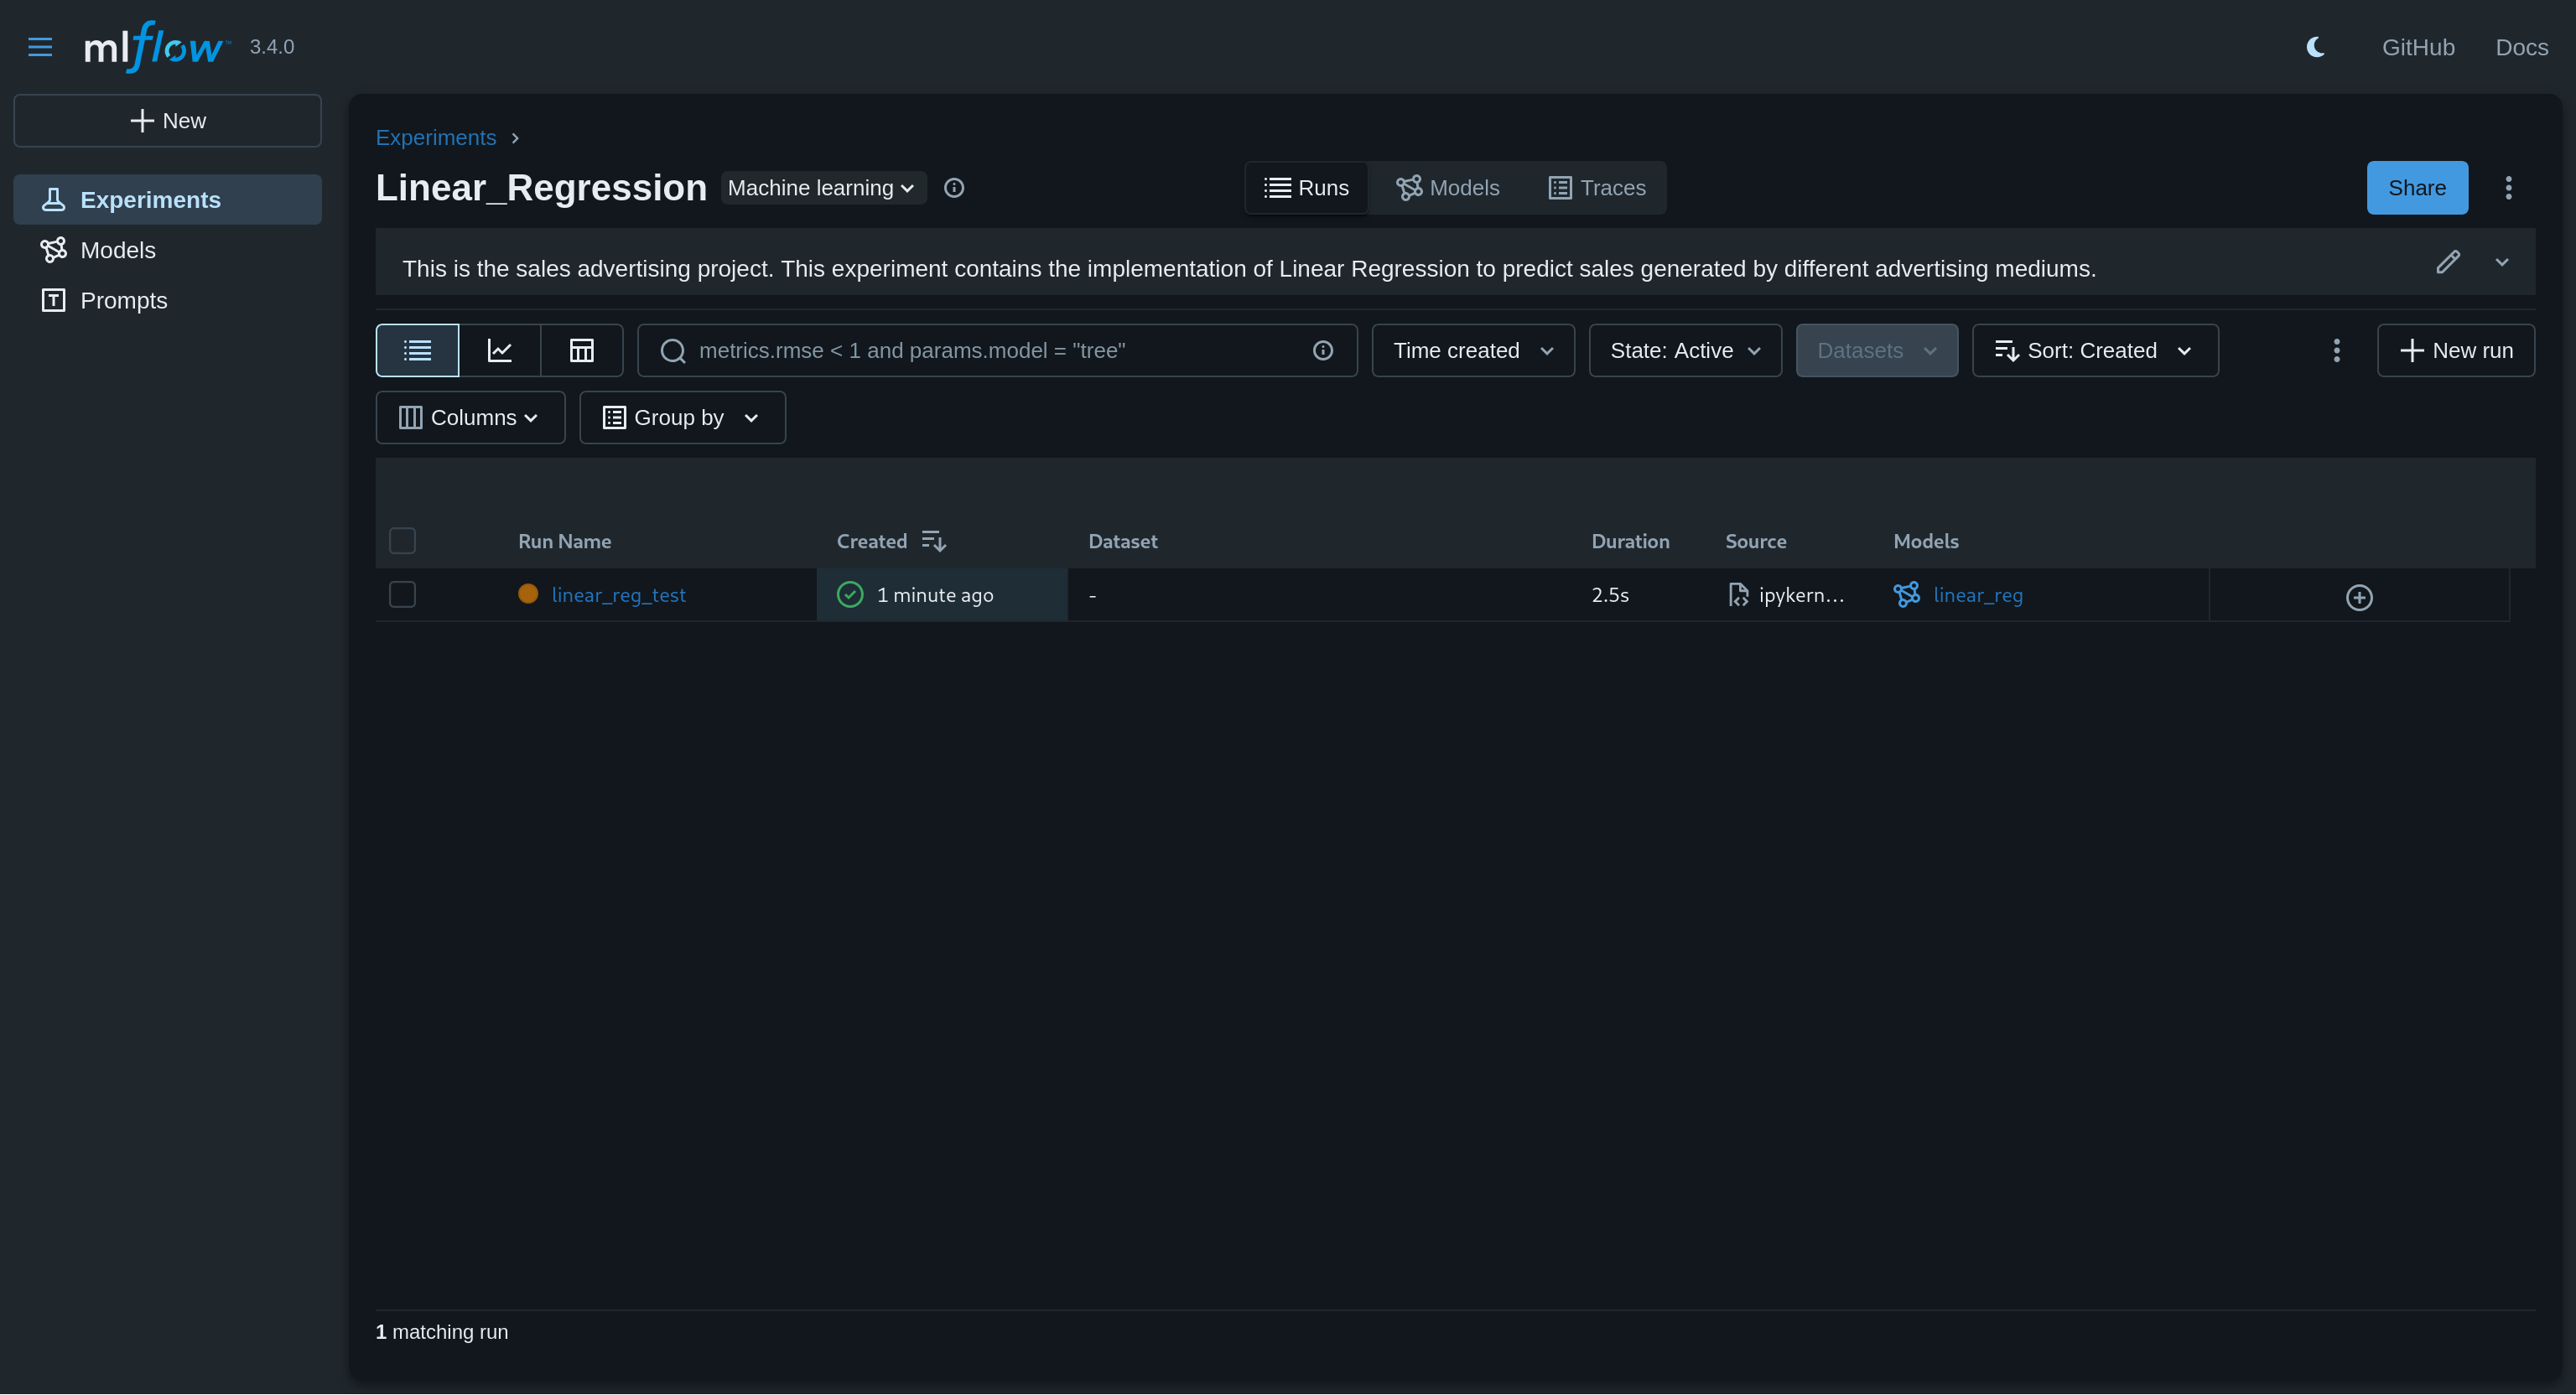 mlflow™ 3.4.0
GitHub Docs
New
Experiments
Models
Prompts
Experiments
Linear_Regression Machine learning
Runs Models Traces
Share
This is the sales advertising project. This experiment contains the implementation of Linear Regression to predict sales generated by different advertising mediums.
metrics.rmse < 1 and params.model = "tree" Time created State: Active Datasets Sort: Created New run
Columns Group by
Run Name Created Dataset Duration Source Models
linear_reg_test 1 minute ago - 2.5s ipykern... linear_reg
1 matching run